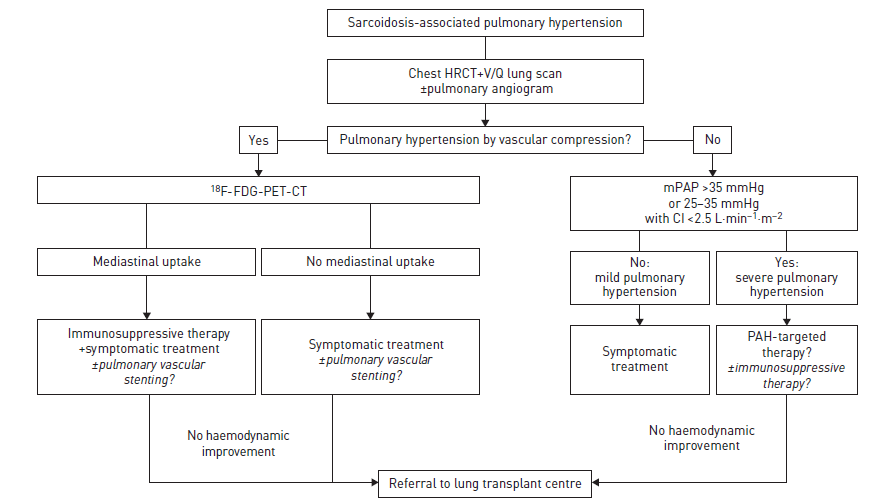 Sarcoidosis-associated pulmonary hypertension
Chest HRCT+V/Q lung scan
±pulmonary angiogram
Yes
Pulmonary hypertension by vascular compression?
No
¹⁸F-FDG-PET-CT
mPAP >35 mmHg
or 25–35 mmHg
with CI <2.5 L·min⁻¹·m⁻²
Mediastinal uptake
No mediastinal uptake
No:
mild pulmonary
hypertension
Yes:
severe pulmonary
hypertension
Immunosuppressive therapy
+symptomatic treatment
±pulmonary vascular
stenting?
Symptomatic treatment
±pulmonary vascular
stenting?
Symptomatic
treatment
PAH-targeted
therapy?
±immunosuppressive
therapy?
No haemodynamic
improvement
No haemodynamic
improvement
Referral to lung transplant centre